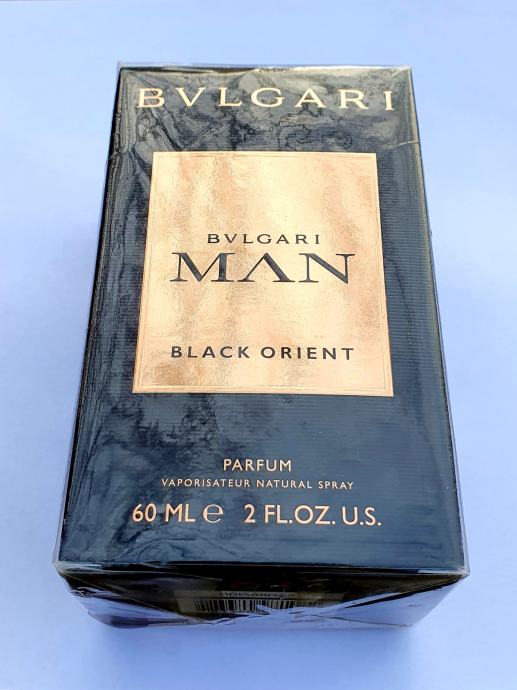 BVLGARI
BVLGARI
MAN
BLACK ORIENT
PARFUM
VAPORISATEUR NATURAL SPRAY
60 ML ℮ 2 FL.OZ. U.S.